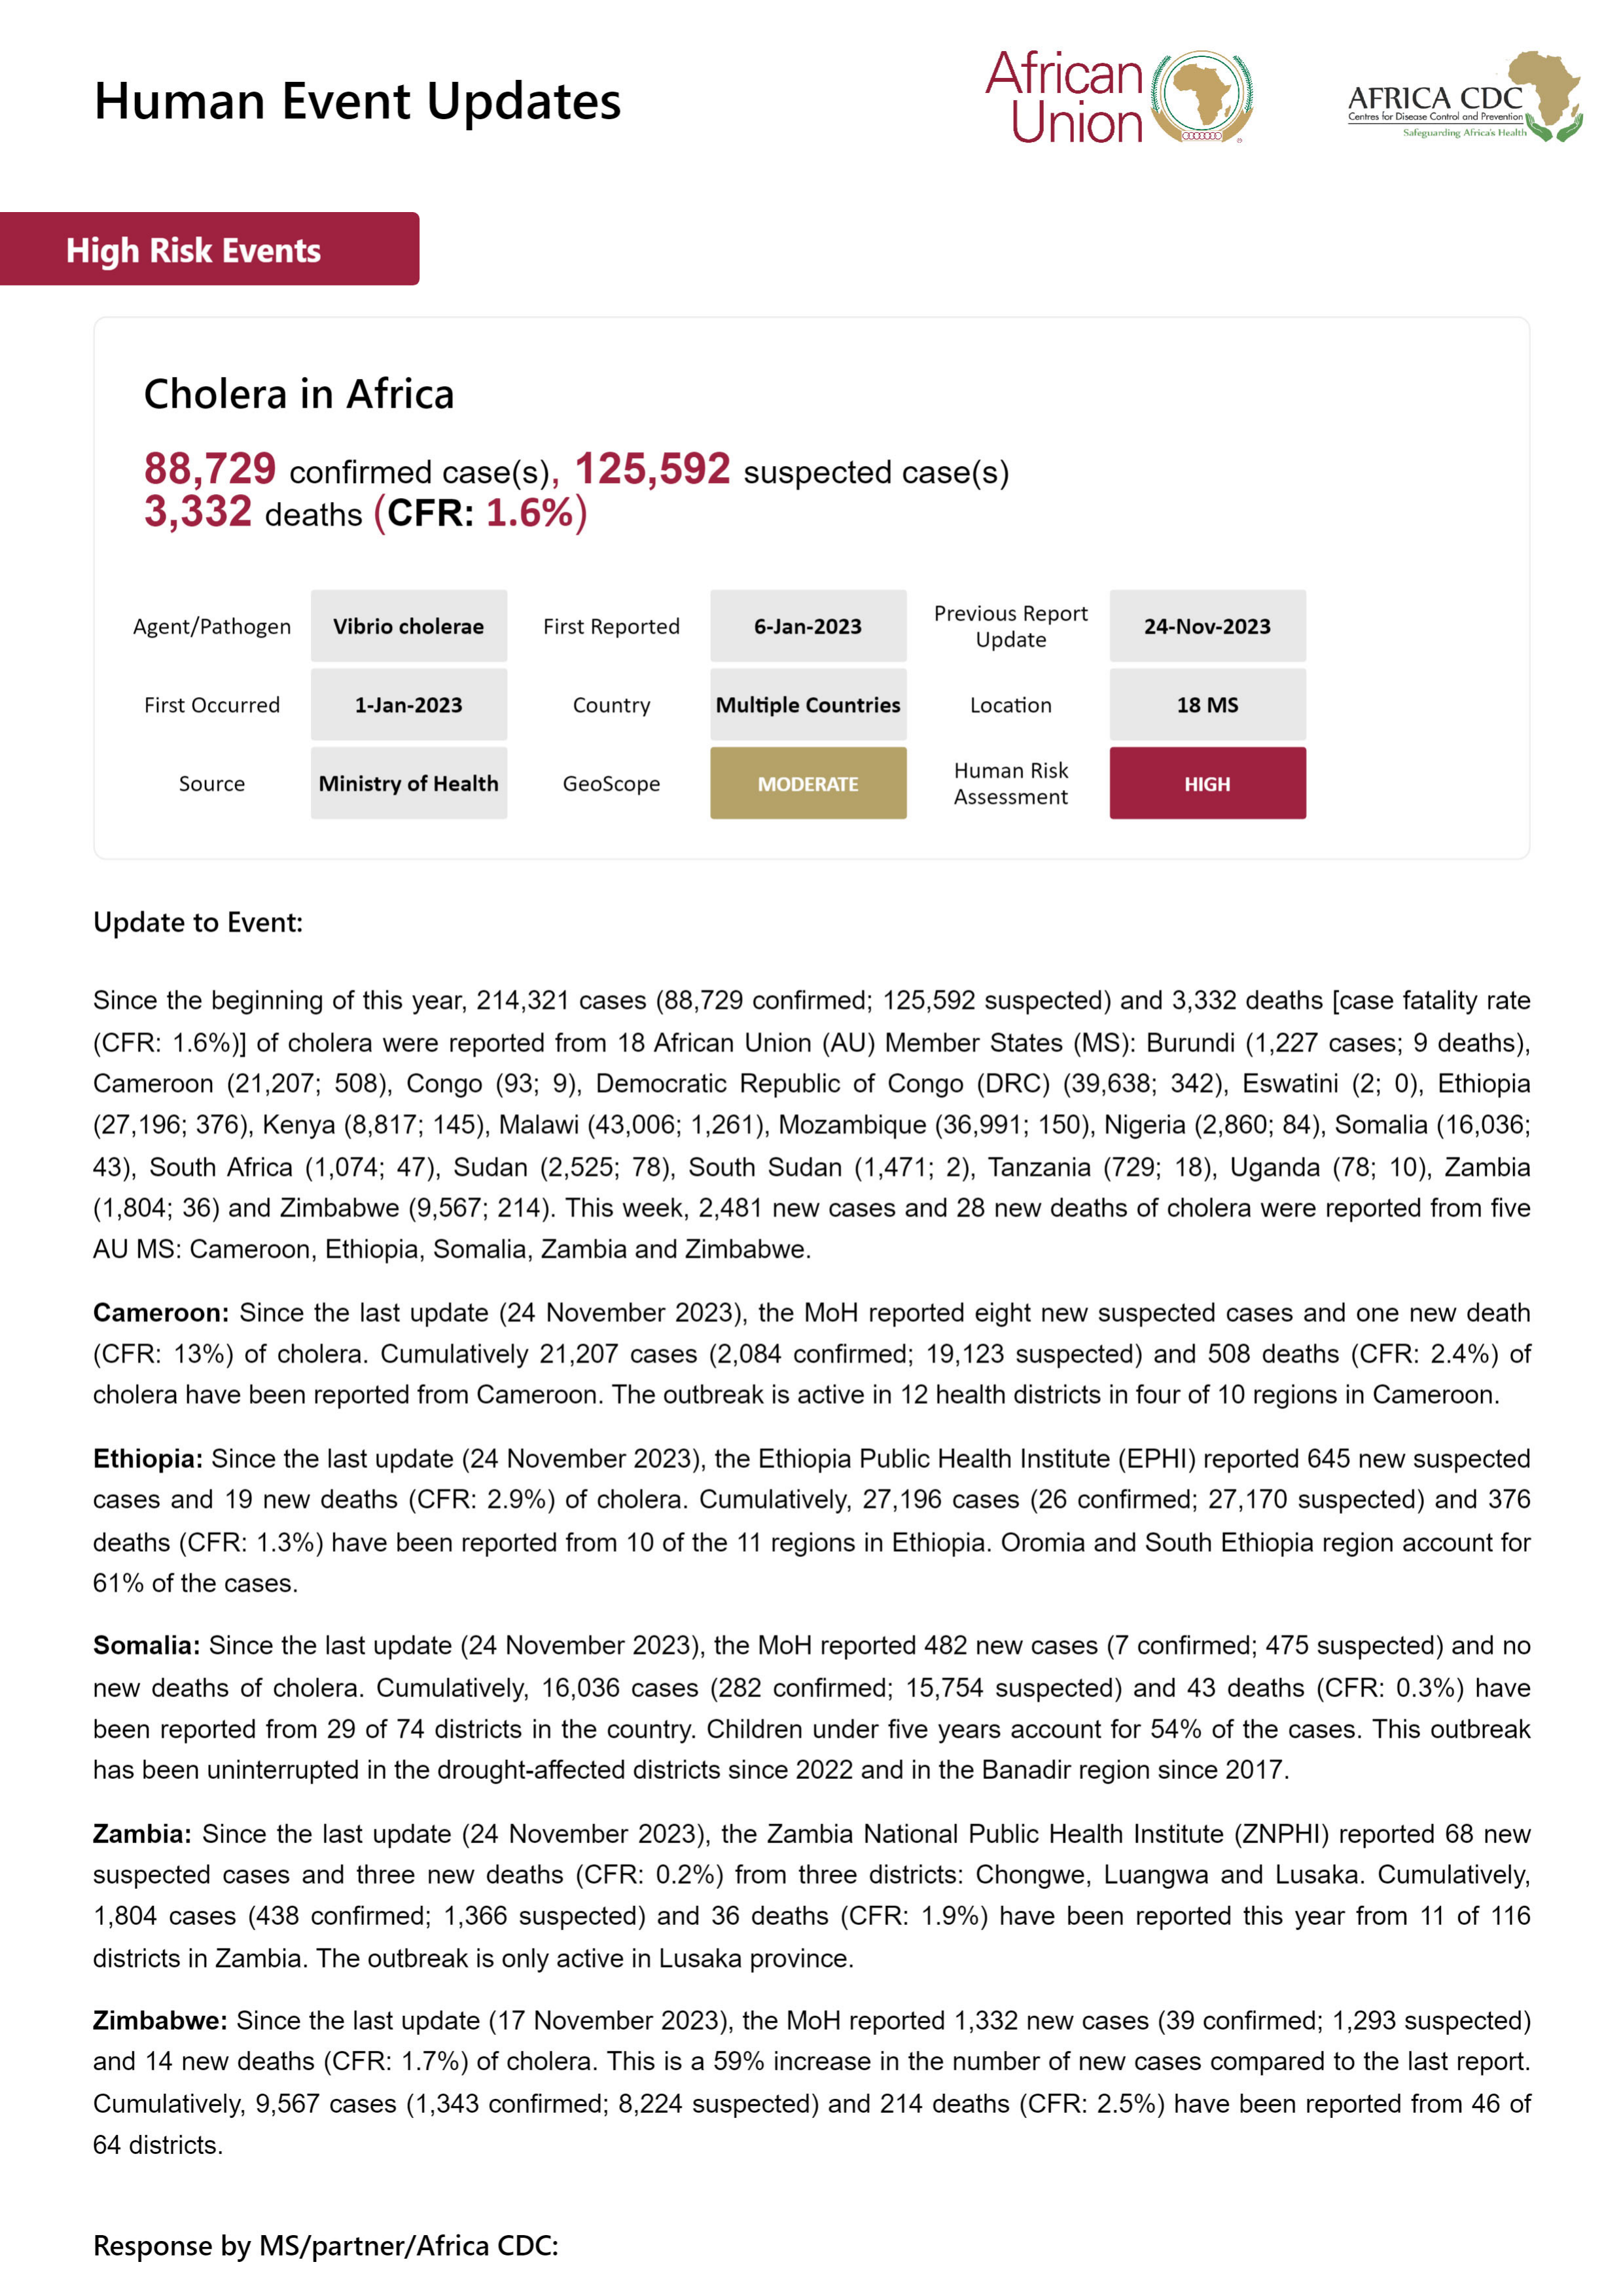 Human Event Updates
African
Union
AFRICA CDC
Centres for Disease Control and Prevention
Safeguarding Africa's Health
High Risk Events
Cholera in Africa
88,729 confirmed case(s), 125,592 suspected case(s)
3,332 deaths (CFR: 1.6%)
Agent/Pathogen Vibrio cholerae First Reported 6-Jan-2023 Previous Report Update 24-Nov-2023
First Occurred 1-Jan-2023 Country Multiple Countries Location 18 MS
Source Ministry of Health GeoScope MODERATE Human Risk Assessment HIGH
Update to Event:
Since the beginning of this year, 214,321 cases (88,729 confirmed; 125,592 suspected) and 3,332 deaths [case fatality rate
(CFR: 1.6%)] of cholera were reported from 18 African Union (AU) Member States (MS): Burundi (1,227 cases; 9 deaths),
Cameroon (21,207; 508), Congo (93; 9), Democratic Republic of Congo (DRC) (39,638; 342), Eswatini (2; 0), Ethiopia
(27,196; 376), Kenya (8,817; 145), Malawi (43,006; 1,261), Mozambique (36,991; 150), Nigeria (2,860; 84), Somalia (16,036;
43), South Africa (1,074; 47), Sudan (2,525; 78), South Sudan (1,471; 2), Tanzania (729; 18), Uganda (78; 10), Zambia
(1,804; 36) and Zimbabwe (9,567; 214). This week, 2,481 new cases and 28 new deaths of cholera were reported from five
AU MS: Cameroon, Ethiopia, Somalia, Zambia and Zimbabwe.
Cameroon: Since the last update (24 November 2023), the MoH reported eight new suspected cases and one new death
(CFR: 13%) of cholera. Cumulatively 21,207 cases (2,084 confirmed; 19,123 suspected) and 508 deaths (CFR: 2.4%) of
cholera have been reported from Cameroon. The outbreak is active in 12 health districts in four of 10 regions in Cameroon.
Ethiopia: Since the last update (24 November 2023), the Ethiopia Public Health Institute (EPHI) reported 645 new suspected
cases and 19 new deaths (CFR: 2.9%) of cholera. Cumulatively, 27,196 cases (26 confirmed; 27,170 suspected) and 376
deaths (CFR: 1.3%) have been reported from 10 of the 11 regions in Ethiopia. Oromia and South Ethiopia region account for
61% of the cases.
Somalia: Since the last update (24 November 2023), the MoH reported 482 new cases (7 confirmed; 475 suspected) and no
new deaths of cholera. Cumulatively, 16,036 cases (282 confirmed; 15,754 suspected) and 43 deaths (CFR: 0.3%) have
been reported from 29 of 74 districts in the country. Children under five years account for 54% of the cases. This outbreak
has been uninterrupted in the drought-affected districts since 2022 and in the Banadir region since 2017.
Zambia: Since the last update (24 November 2023), the Zambia National Public Health Institute (ZNPHI) reported 68 new
suspected cases and three new deaths (CFR: 0.2%) from three districts: Chongwe, Luangwa and Lusaka. Cumulatively,
1,804 cases (438 confirmed; 1,366 suspected) and 36 deaths (CFR: 1.9%) have been reported this year from 11 of 116
districts in Zambia. The outbreak is only active in Lusaka province.
Zimbabwe: Since the last update (17 November 2023), the MoH reported 1,332 new cases (39 confirmed; 1,293 suspected)
and 14 new deaths (CFR: 1.7%) of cholera. This is a 59% increase in the number of new cases compared to the last report.
Cumulatively, 9,567 cases (1,343 confirmed; 8,224 suspected) and 214 deaths (CFR: 2.5%) have been reported from 46 of
64 districts.
Response by MS/partner/Africa CDC: